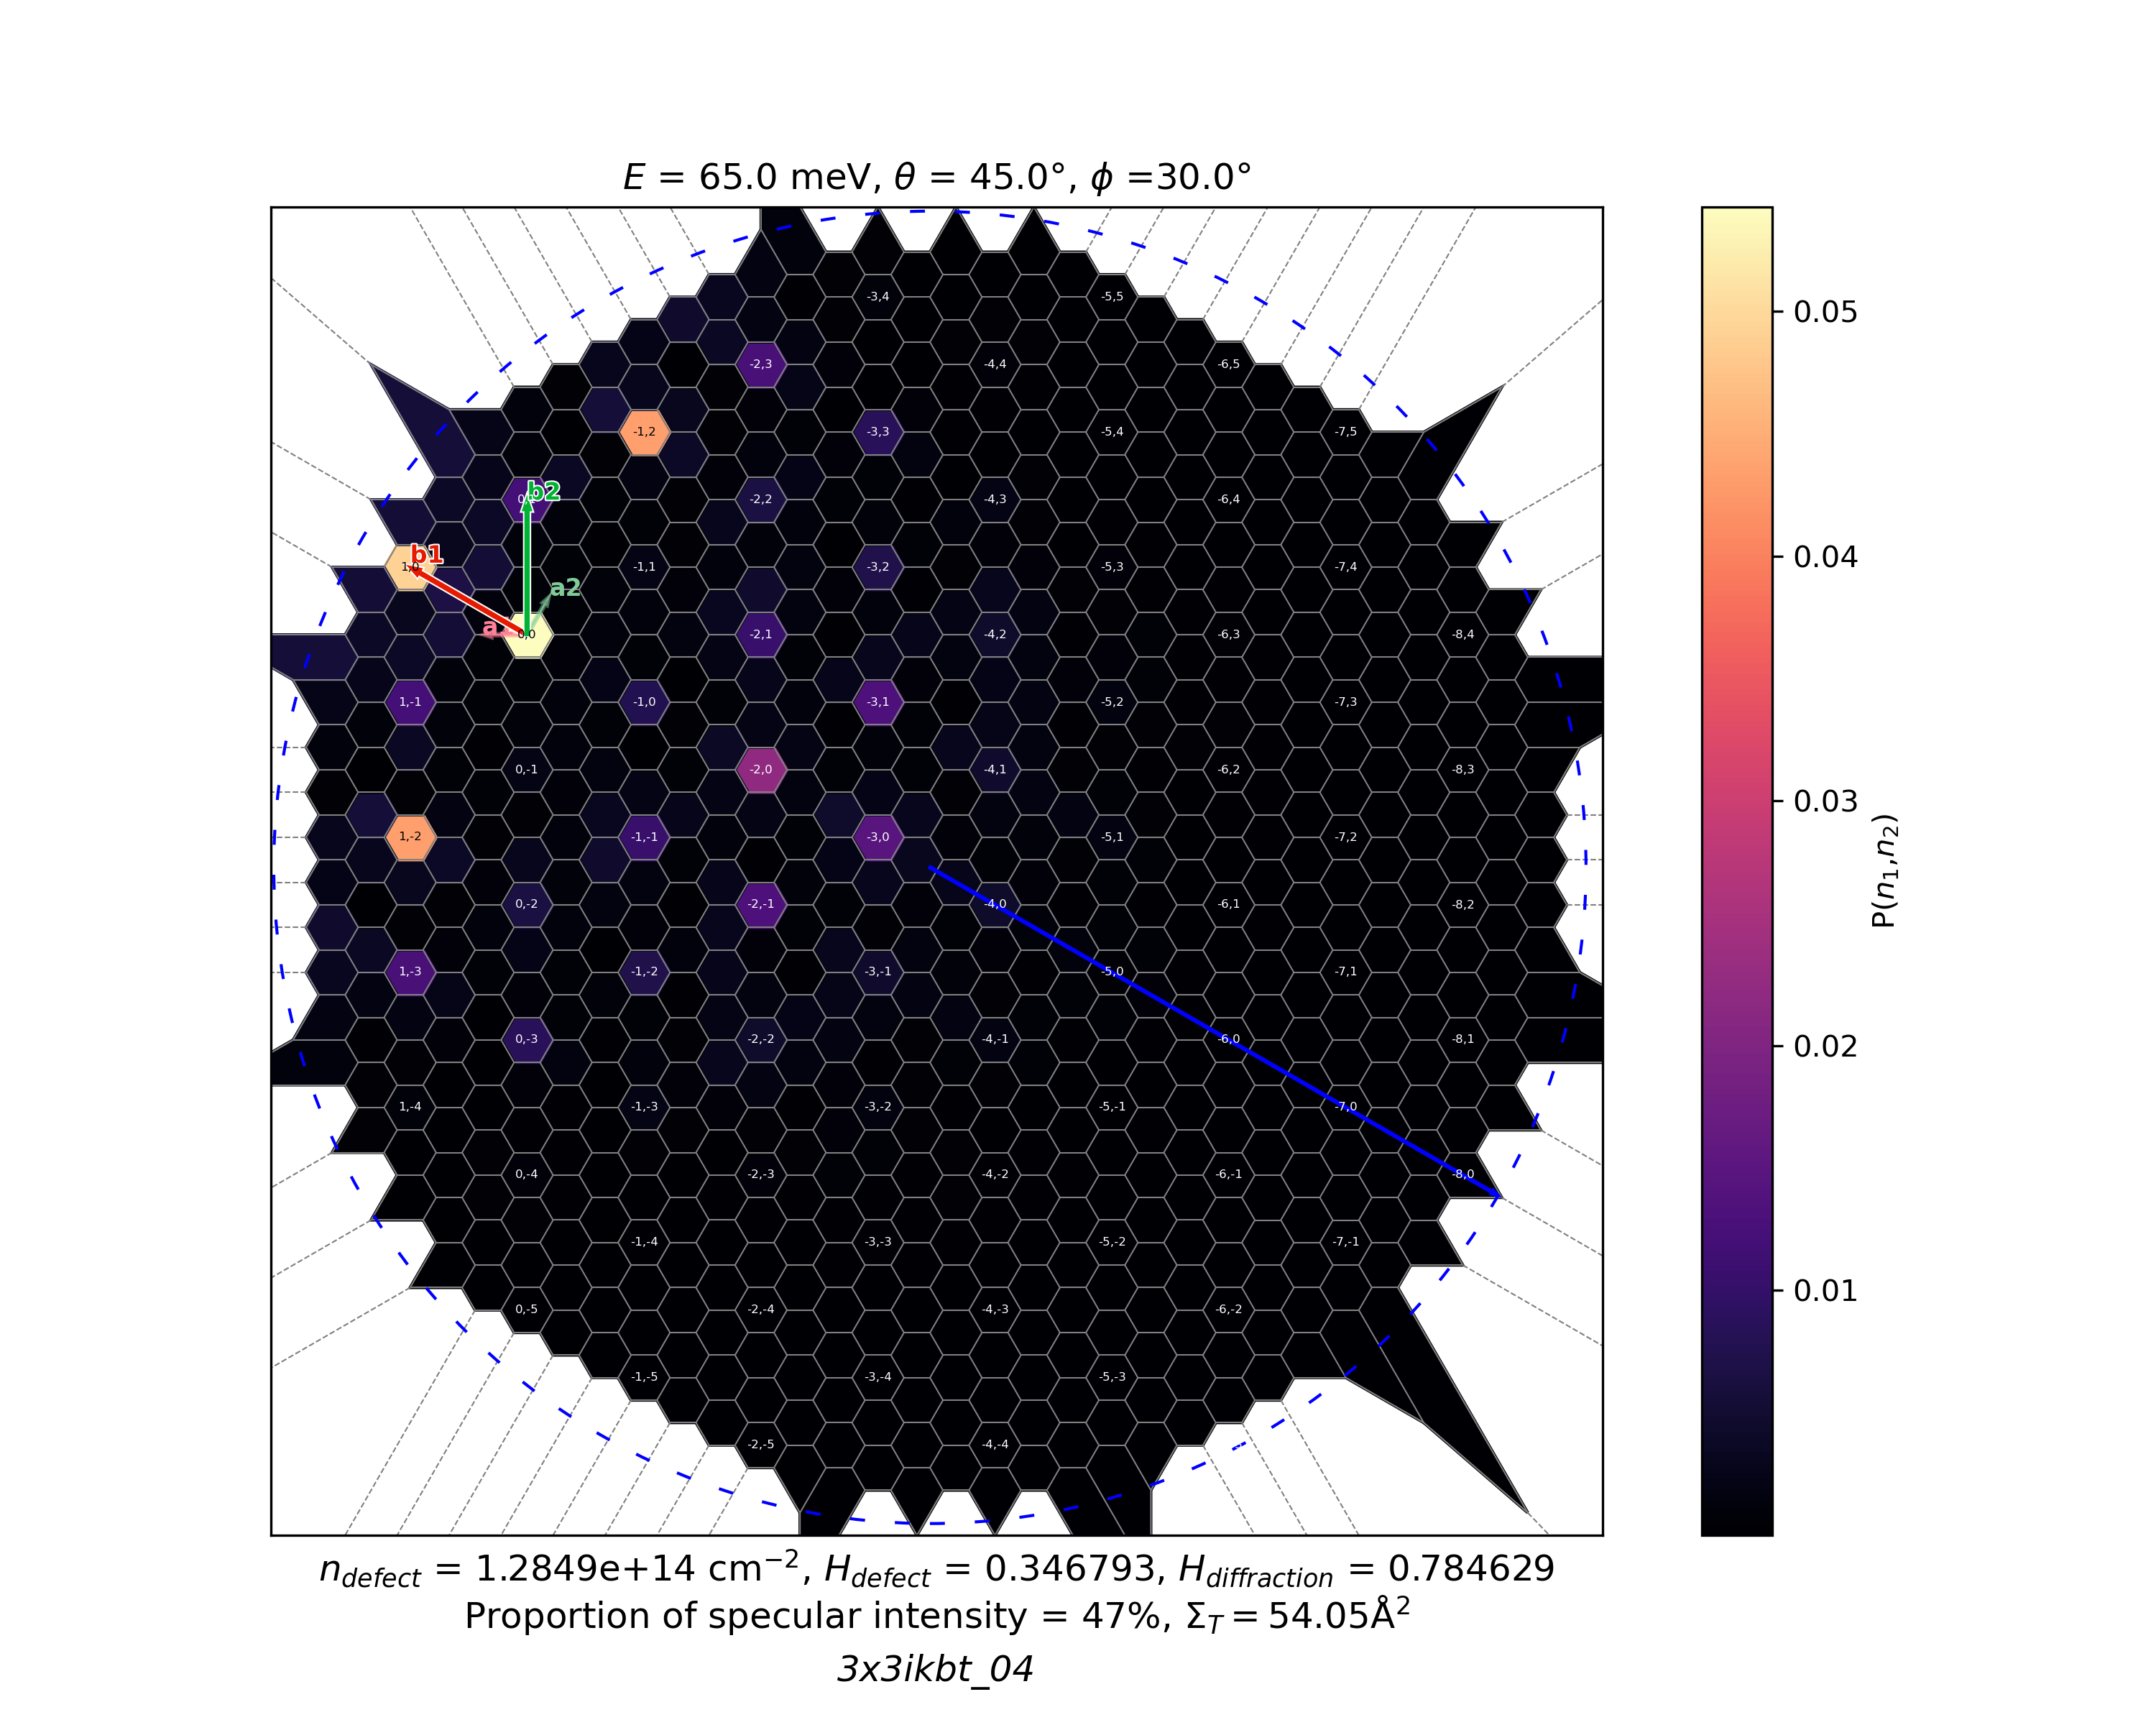 E = 65.0 meV, θ = 45.0°, ϕ =30.0°
-3,4 -5,5
-2,3 -4,4 -6,5
-1,2 -3,3 -5,4 -7,5
b2
-2,2 -4,3 -6,4
b1
1,0 -1,1 -3,2 -5,3 -7,4
a2
0,0 -2,1 -4,2 -6,3 -8,4
1,-1 -1,0 -3,1 -5,2 -7,3
0,-1 -2,0 -4,1 -6,2 -8,3
1,-2 -1,-1 -3,0 -5,1 -7,2
0,-2 -2,-1 -4,0 -6,1 -8,2
1,-3 -1,-2 -3,-1 -5,0 -7,1
0,-3 -2,-2 -4,-1 -6,0 -8,1
1,-4 -1,-3 -3,-2 -5,-1 -7,0
0,-4 -2,-3 -4,-2 -6,-1 -8,0
-1,-4 -3,-3 -5,-2 -7,-1
0,-5 -2,-4 -4,-3 -6,-2
-1,-5 -3,-4 -5,-3
-2,-5 -4,-4
0.05
0.04
0.03
0.02
0.01
P(n₁,n₂)
n_defect = 1.2849e+14 cm⁻², H_defect = 0.346793, H_diffraction = 0.784629
Proportion of specular intensity = 47%, Σ_T = 54.05Å²
3x3ikbt_04